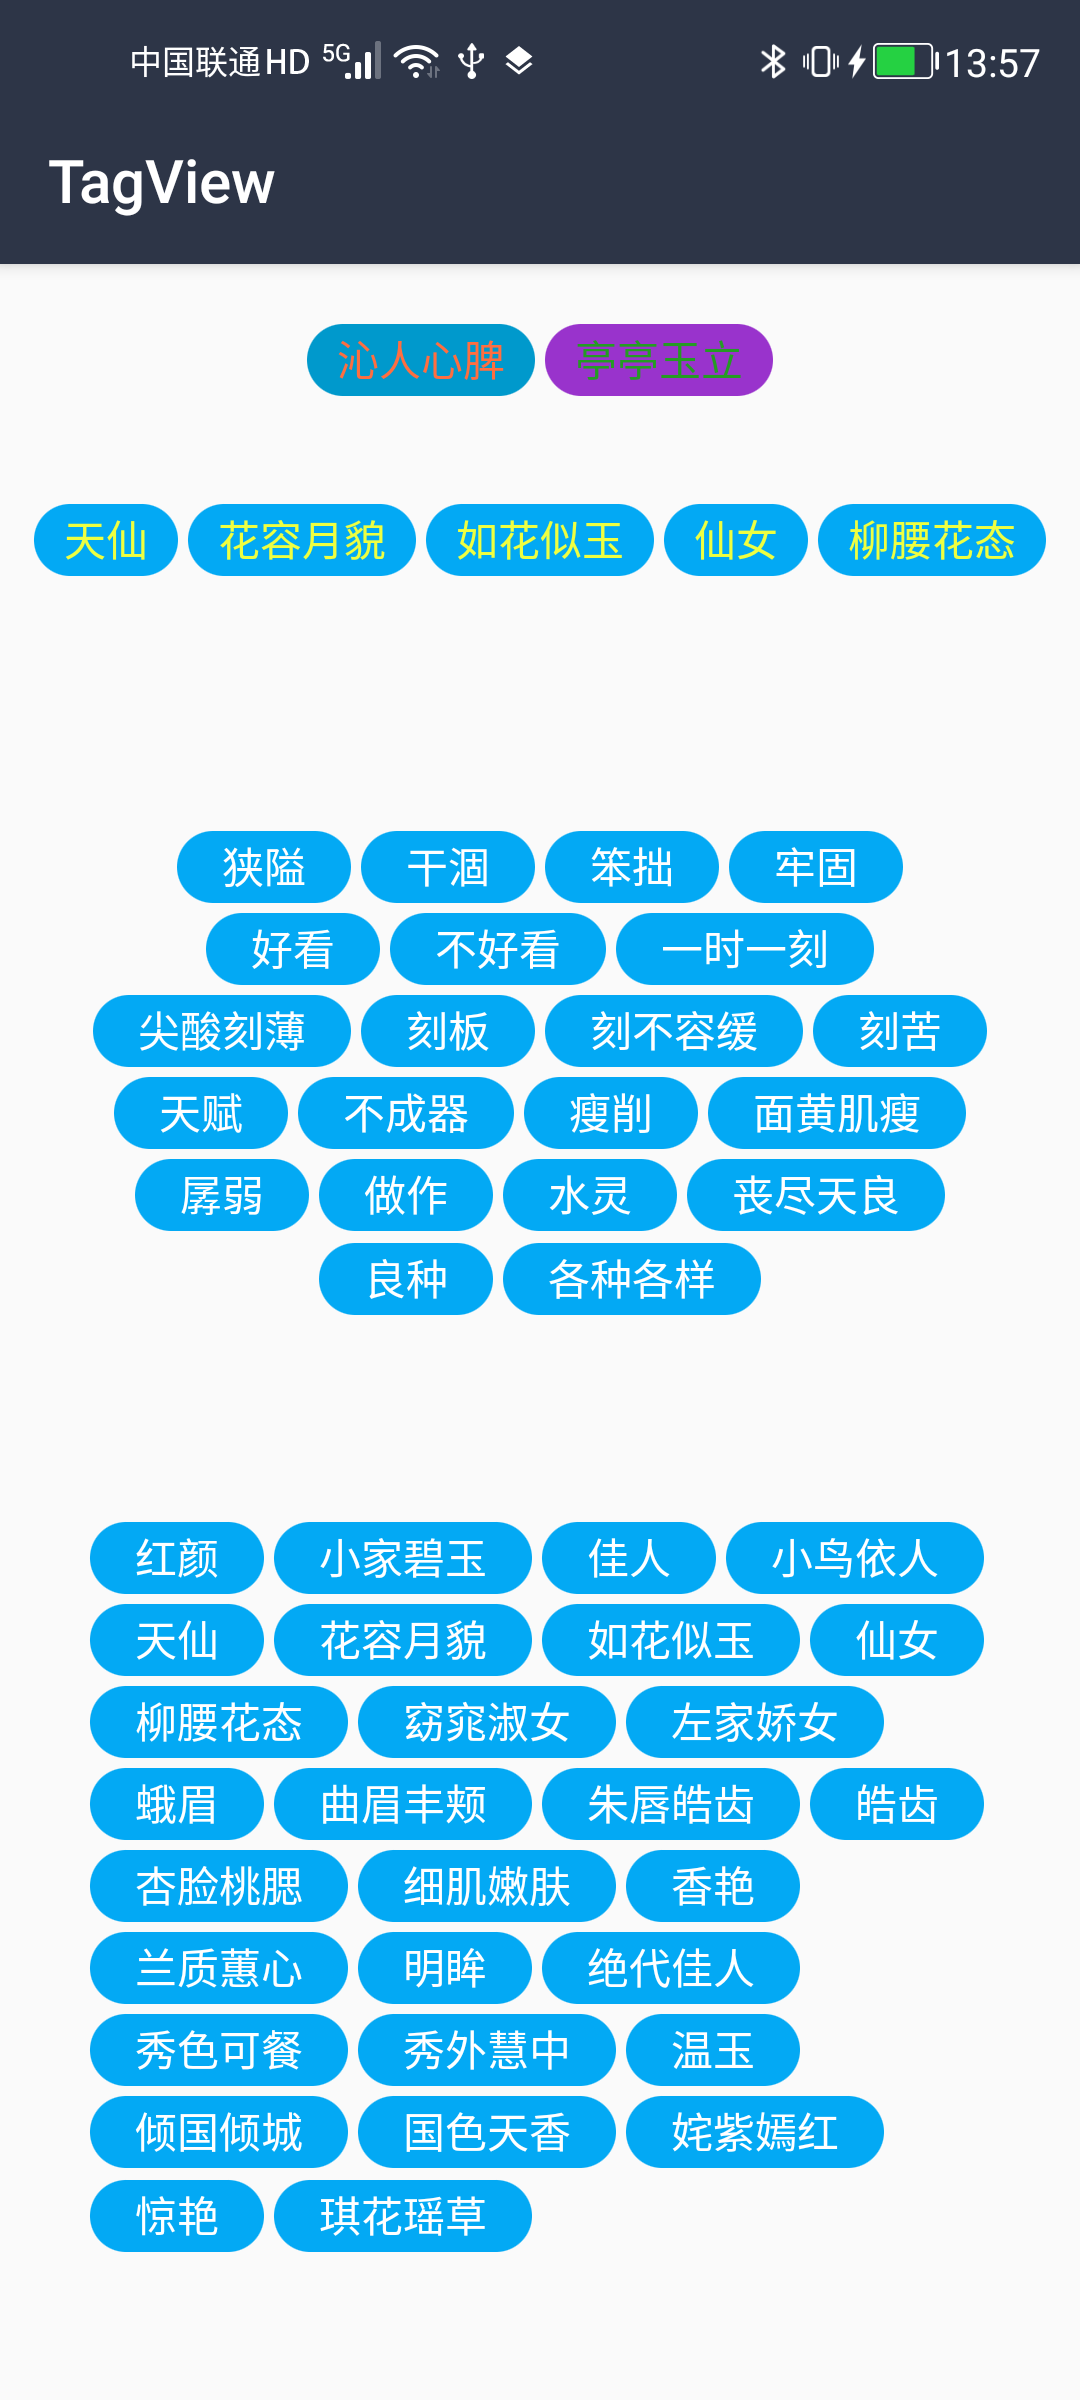 中国联通HD 5G 13:57
TagView
沁人心脾 亭亭玉立
天仙 花容月貌 如花似玉 仙女 柳腰花态
狭隘 干涸 笨拙 牢固
好看 不好看 一时一刻
尖酸刻薄 刻板 刻不容缓 刻苦
天赋 不成器 瘦削 面黄肌瘦
孱弱 做作 水灵 丧尽天良
良种 各种各样
红颜 小家碧玉 佳人 小鸟依人
天仙 花容月貌 如花似玉 仙女
柳腰花态 窈窕淑女 左家娇女
蛾眉 曲眉丰颊 朱唇皓齿 皓齿
杏脸桃腮 细肌嫩肤 香艳
兰质蕙心 明眸 绝代佳人
秀色可餐 秀外慧中 温玉
倾国倾城 国色天香 姹紫嫣红
惊艳 琪花瑶草